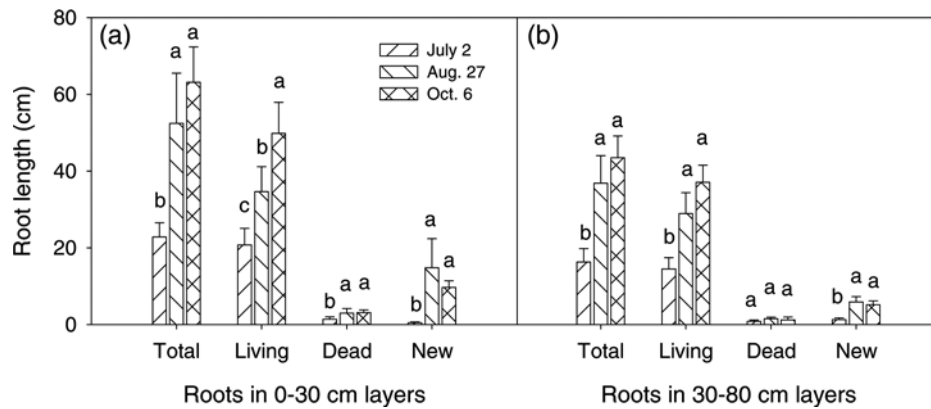 80
(a)
(b)
July 2
Aug. 27
Oct. 6
60
40
20
0
Root length (cm)
b a a
c b a
b a a
b a a
b a a
b a a
a a a
b a a
Total Living Dead New
Total Living Dead New
Roots in 0-30 cm layers
Roots in 30-80 cm layers